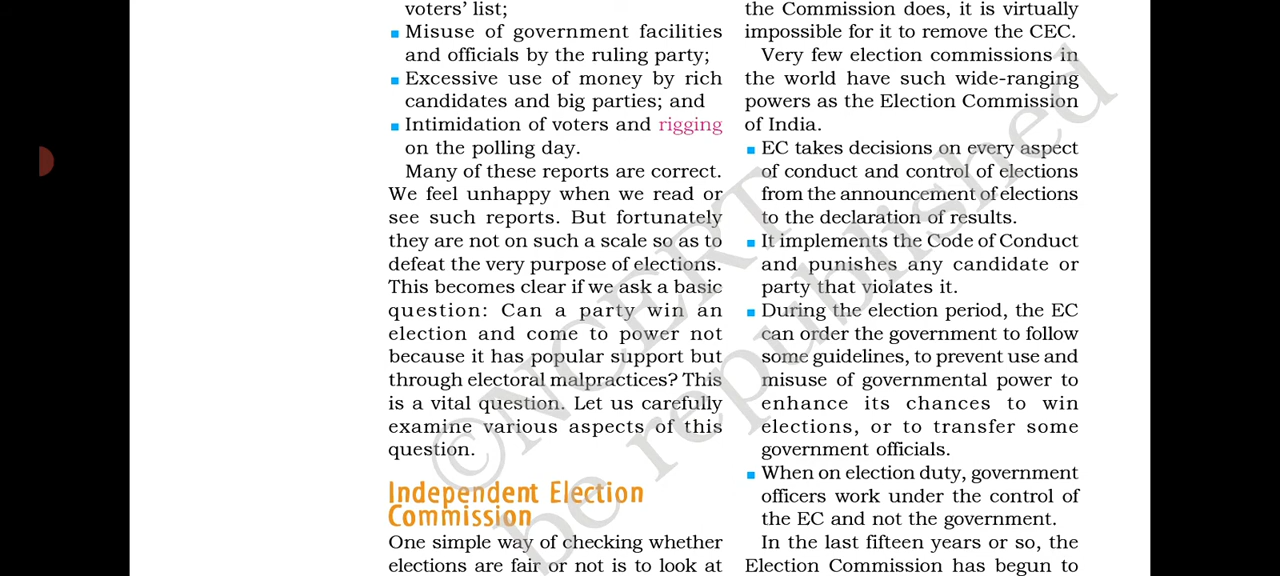 voters' list;
Misuse of government facilities
and officials by the ruling party;
Excessive use of money by rich
candidates and big parties; and
Intimidation of voters and rigging
on the polling day.
Many of these reports are correct.
We feel unhappy when we read or
see such reports. But fortunately
they are not on such a scale so as to
defeat the very purpose of elections.
This becomes clear if we ask a basic
question: Can a party win an
election and come to power not
because it has popular support but
through electoral malpractices? This
is a vital question. Let us carefully
examine various aspects of this
question.
Independent Election
Commission
One simple way of checking whether
elections are fair or not is to look at
the Commission does, it is virtually
impossible for it to remove the CEC.
Very few election commissions in
the world have such wide-ranging
powers as the Election Commission
of India.
EC takes decisions on every aspect
of conduct and control of elections
from the announcement of elections
to the declaration of results.
It implements the Code of Conduct
and punishes any candidate or
party that violates it.
During the election period, the EC
can order the government to follow
some guidelines, to prevent use and
misuse of governmental power to
enhance its chances to win
elections, or to transfer some
government officials.
When on election duty, government
officers work under the control of
the EC and not the government.
In the last fifteen years or so, the
Election Commission has begun to
©NCERT
be republished